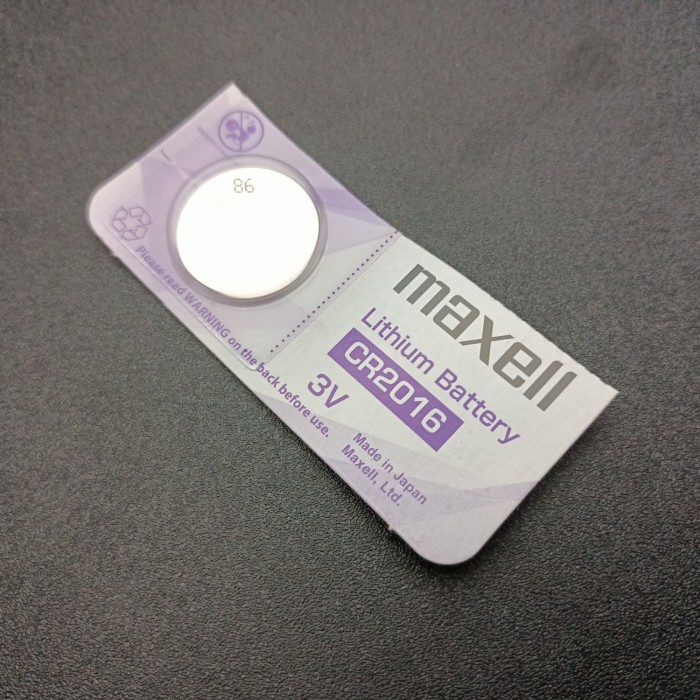 86
Please read WARNING on the back before use.
maxell
Lithium Battery
CR2016
3V
Made in Japan
Maxell, Ltd.